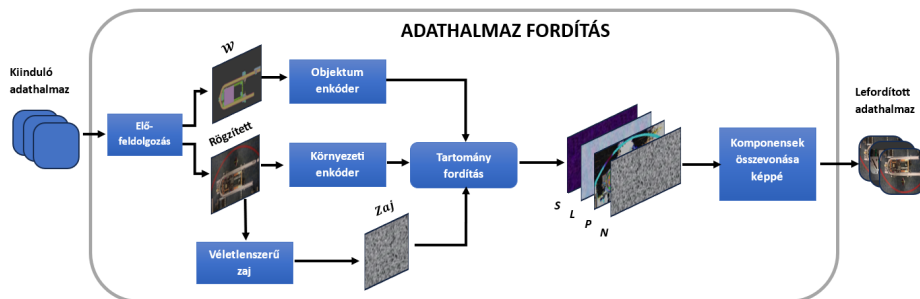 ADATHALMAZ FORDÍTÁS
Kiinduló
adathalmaz
Elő-
feldolgozás
W
Rögzített
Objektum
enkóder
Környezeti
enkóder
Véletlenszerű
zaj
Zaj
Tartomány
fordítás
S
L
P
N
Komponensek
összevonása
képpé
Lefordított
adathalmaz